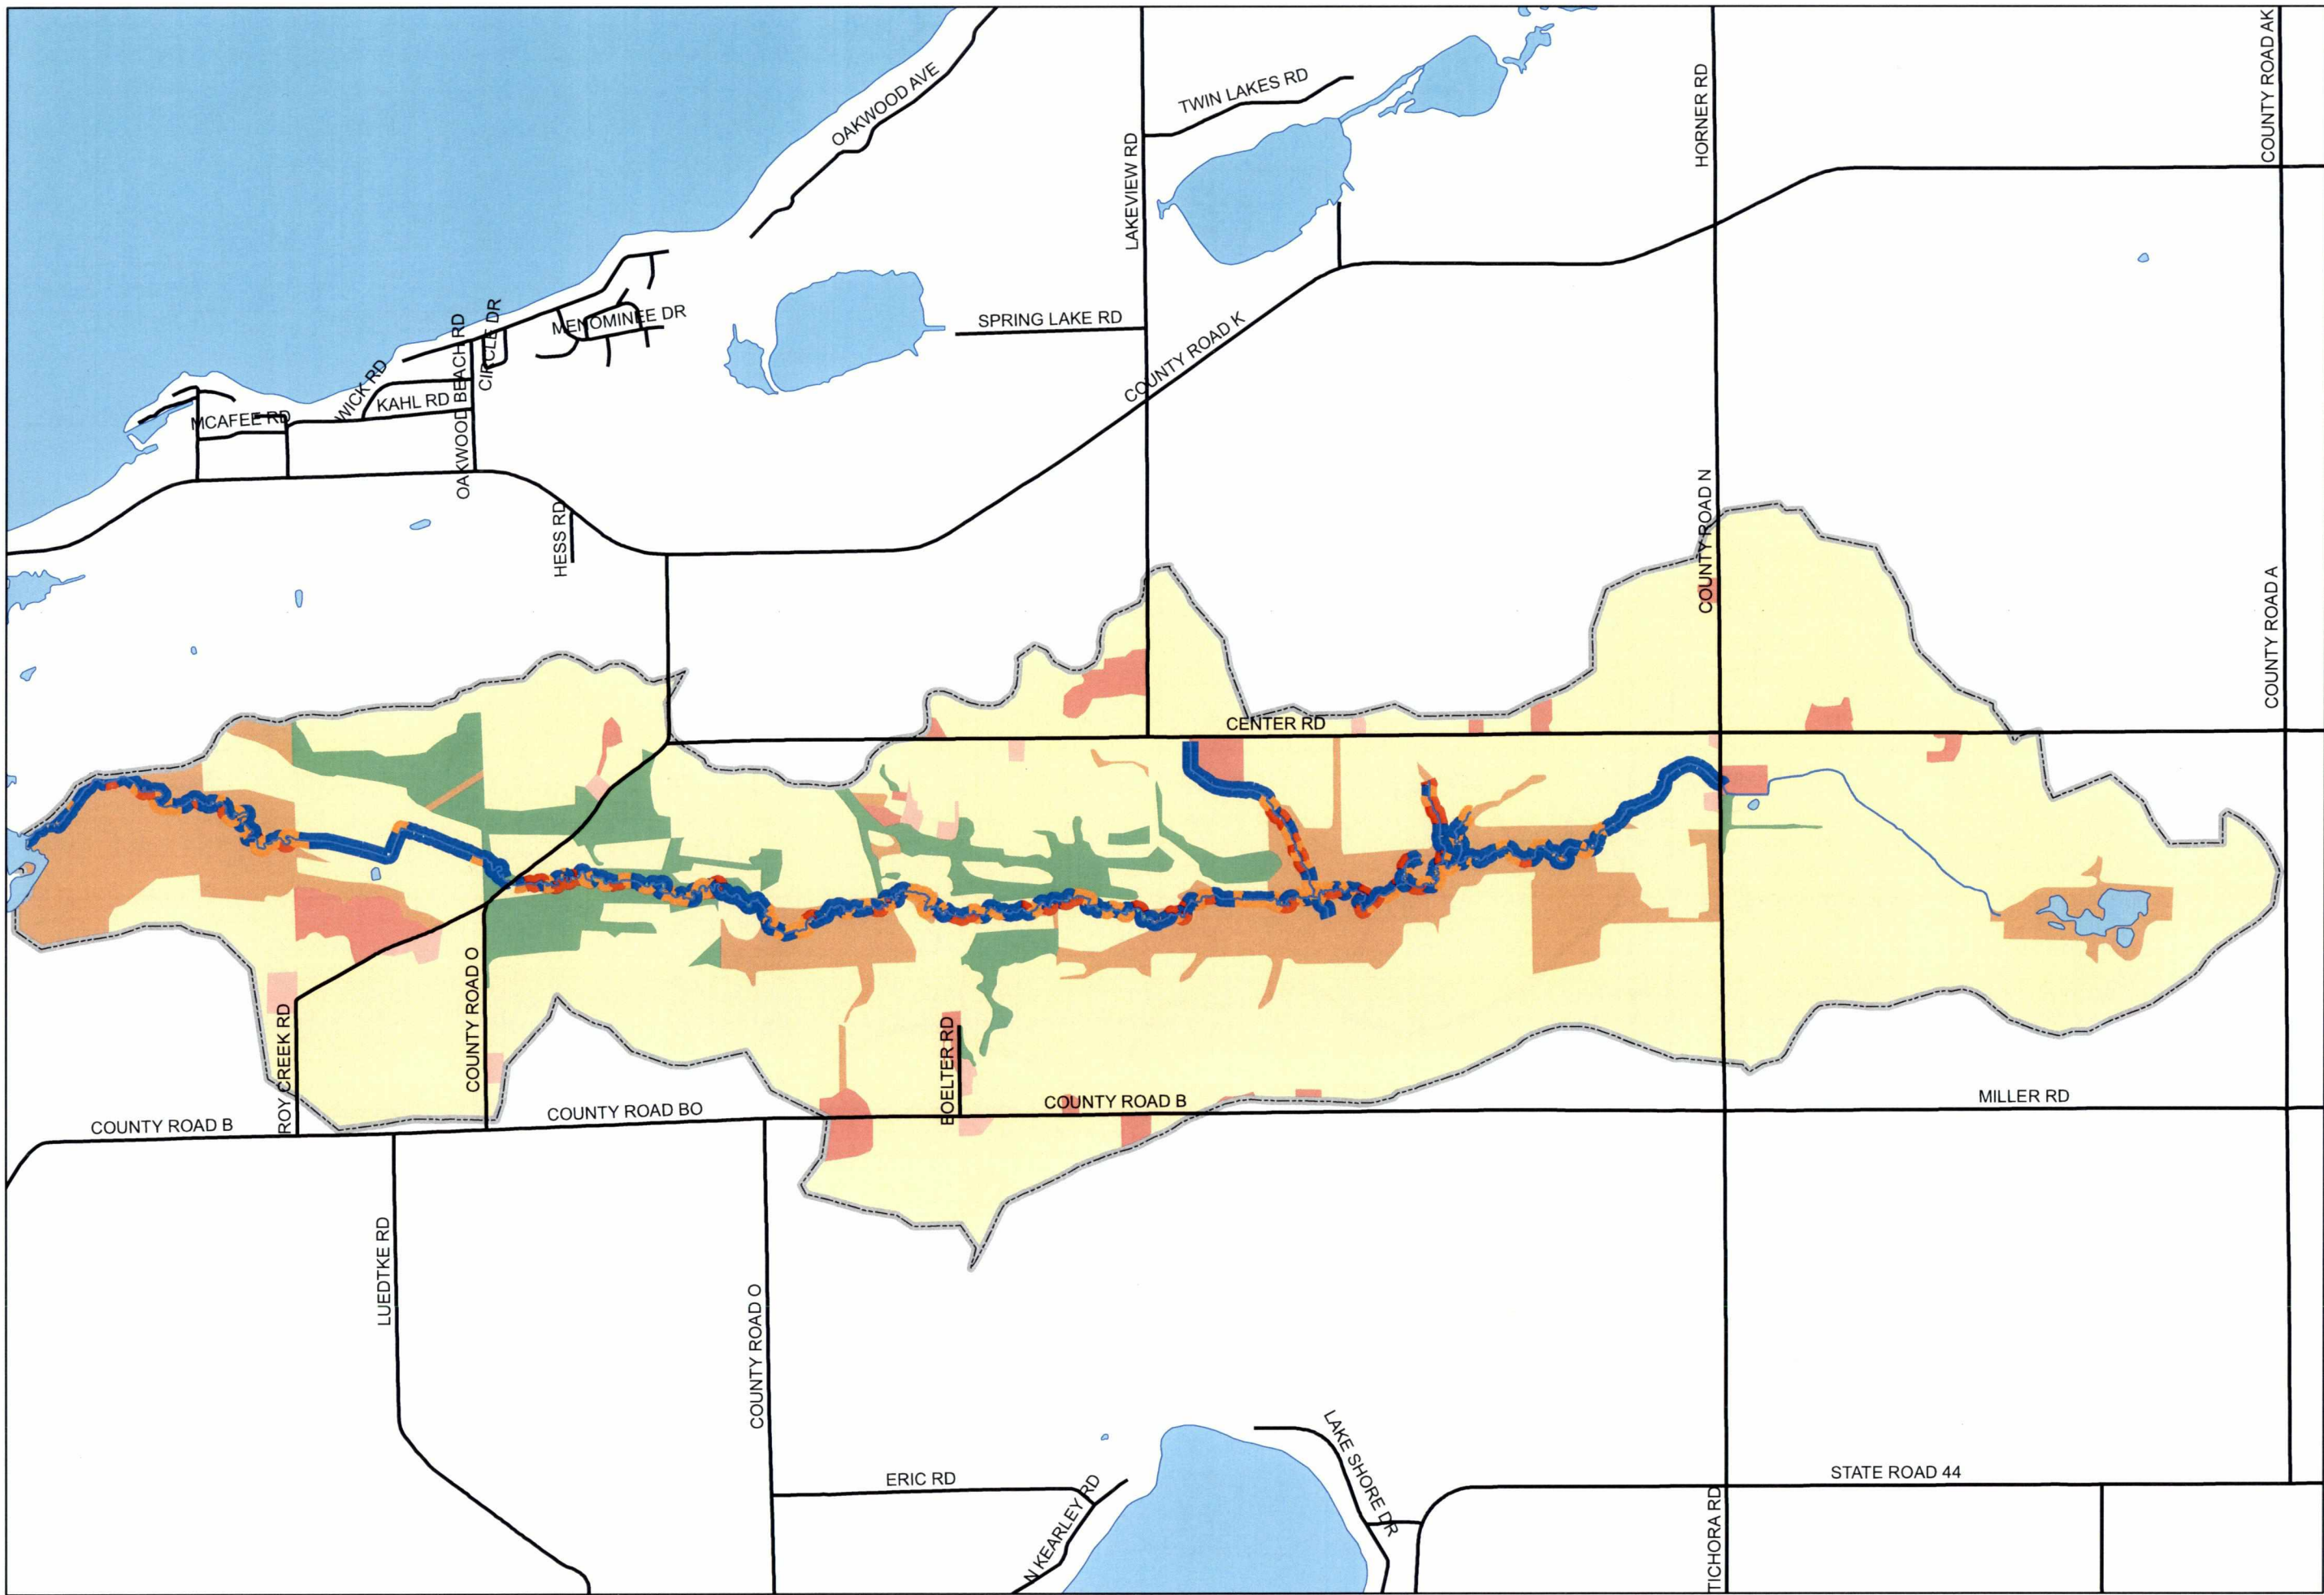 COUNTY ROAD AK
OAKWOOD AVE
TWIN LAKES RD
HORNER RD
LAKEVIEW RD
SPRING LAKE RD
COUNTY ROAD K
MENOMINEE DR
CIRCLE DR
OAKWOOD BEACH RD
WICK RD
KAHL RD
MCAFEE RD
HESS RD
COUNTY ROAD N
COUNTY ROAD A
CENTER RD
ROY CREEK RD
COUNTY ROAD O
BOELTER RD
COUNTY ROAD B
COUNTY ROAD BO
COUNTY ROAD B
MILLER RD
LUEDTKE RD
COUNTY ROAD O
ERIC RD
N KEARLEY RD
LAKE SHORE DR
STATE ROAD 44
TICHORA RD